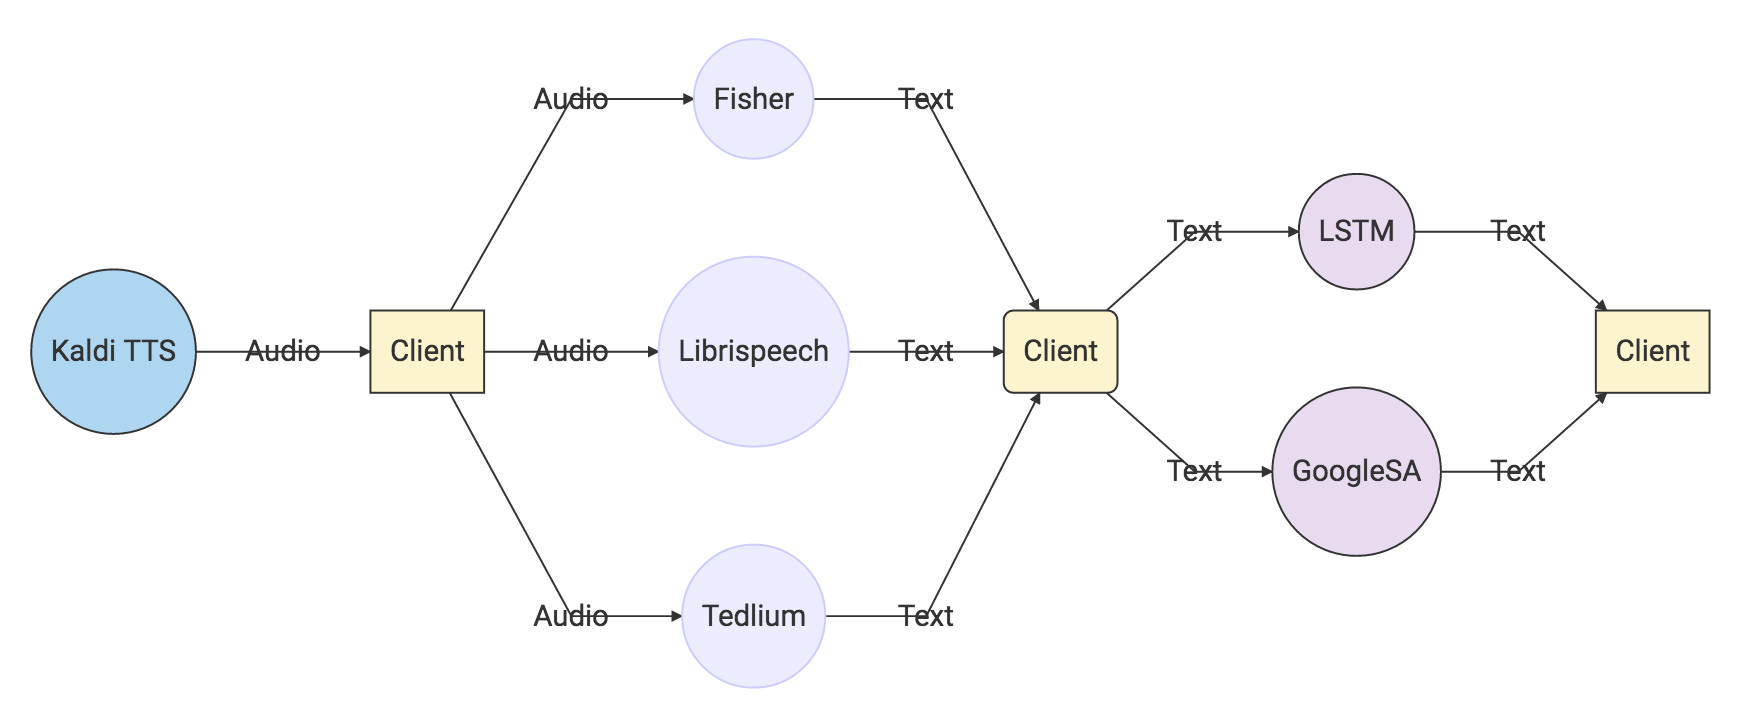 Kaldi TTS
Audio
Client
Audio
Fisher
Text
Audio
Librispeech
Text
Audio
Tedlium
Text
Client
Text
LSTM
Text
Text
GoogleSA
Text
Client